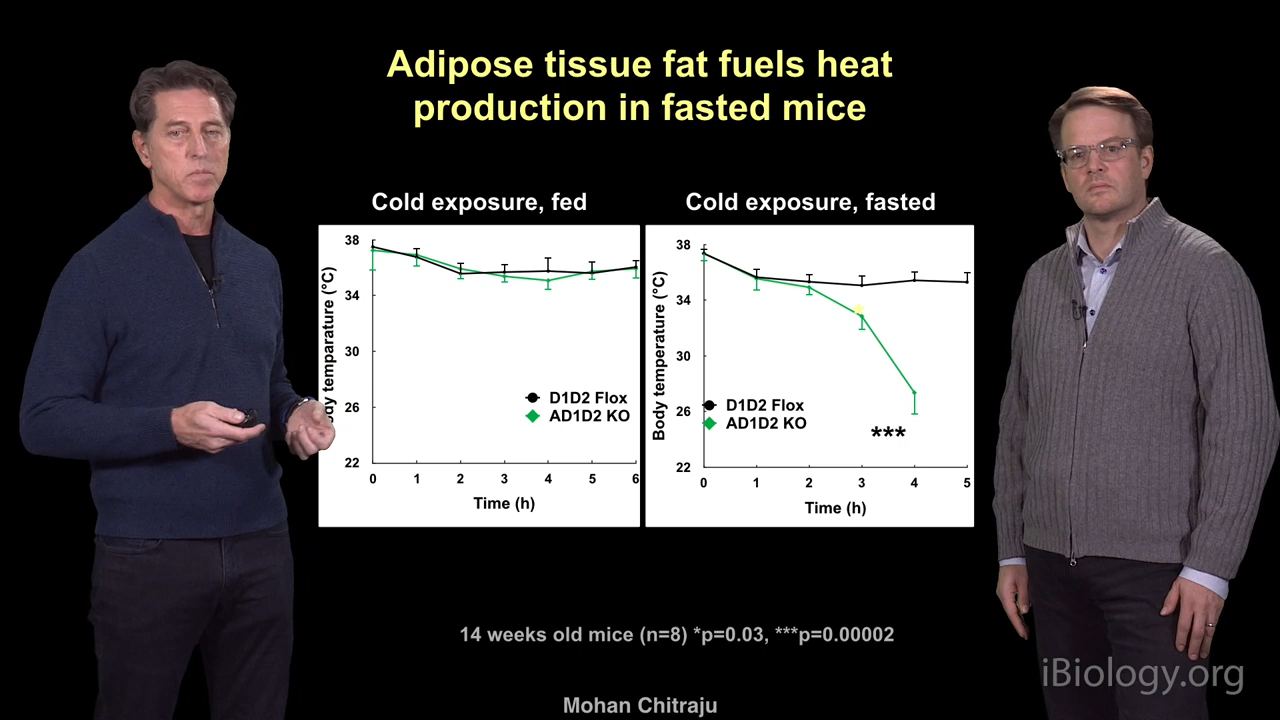 Adipose tissue fat fuels heat
production in fasted mice
Cold exposure, fed
38
34
30
26
22
ody temparature (°C)
D1D2 Flox
AD1D2 KO
0 1 2 3 4 5 6
Time (h)
Cold exposure, fasted
38
34
30
26
22
Body temperature (°C)
D1D2 Flox
AD1D2 KO
***
0 1 2 3 4 5
Time (h)
14 weeks old mice (n=8) *p=0.03, ***p=0.00002
iBiology.org
Mohan Chitraju